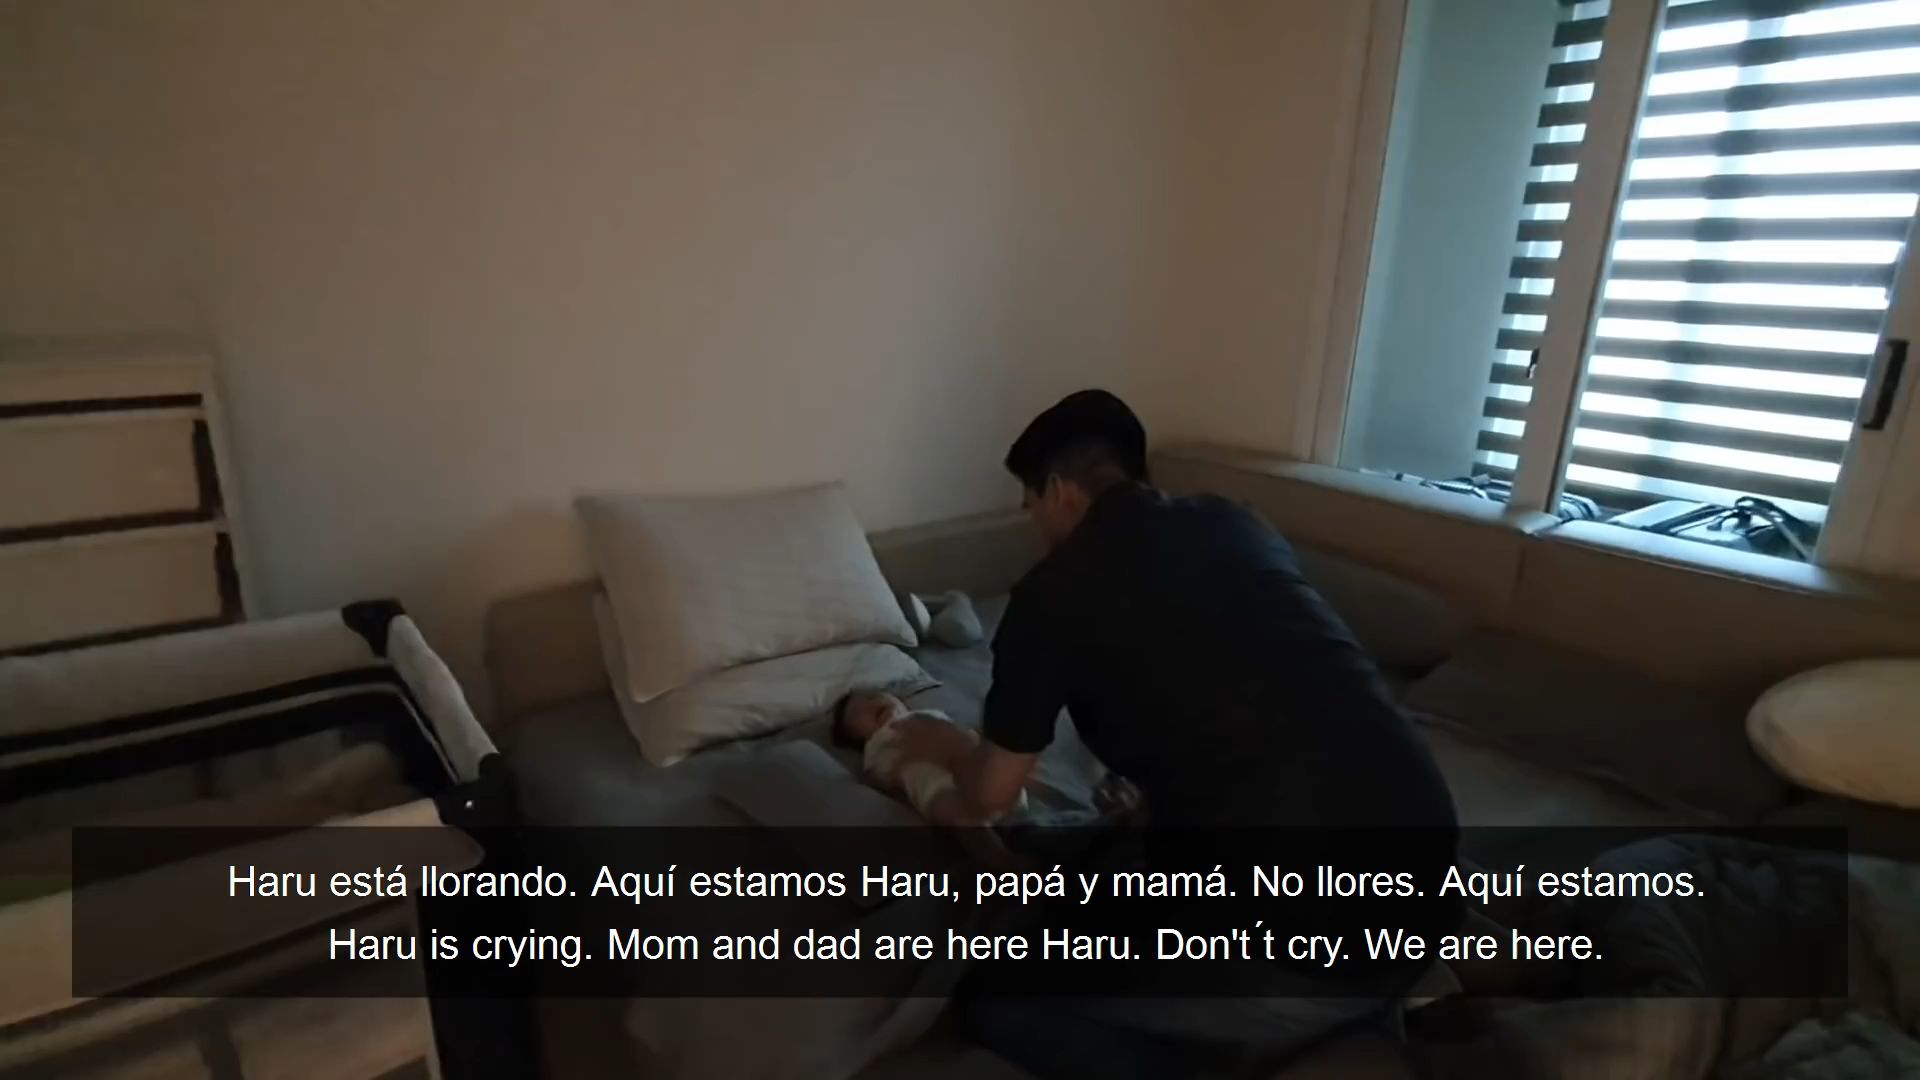 Haru está llorando. Aquí estamos Haru, papá y mamá. No llores. Aquí estamos.
Haru is crying. Mom and dad are here Haru. Don't´t cry. We are here.